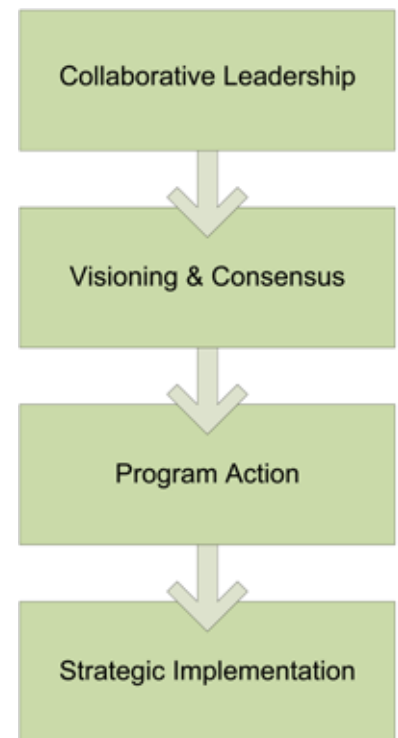 Collaborative Leadership
Visioning & Consensus
Program Action
Strategic Implementation